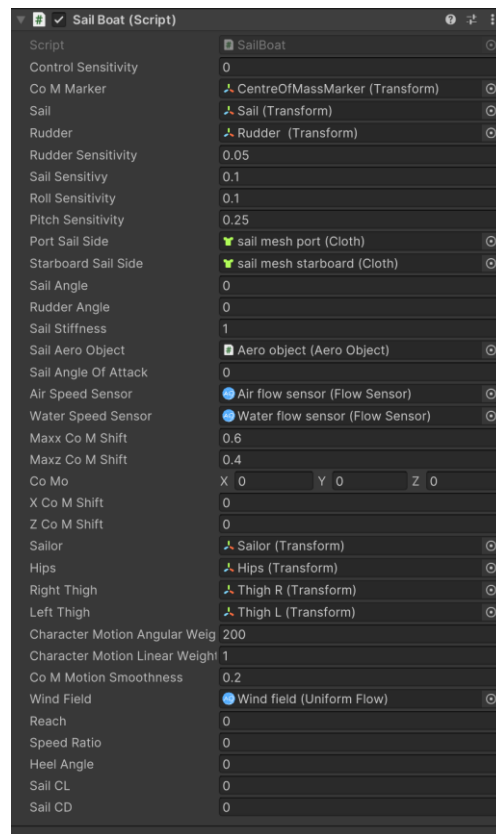 Sail Boat (Script)
Script SailBoat
Control Sensitivity 0
Co M Marker CentreOfMassMarker (Transform)
Sail Sail (Transform)
Rudder Rudder (Transform)
Rudder Sensitivity 0.05
Sail Sensitivy 0.1
Roll Sensitivity 0.1
Pitch Sensitivity 0.25
Port Sail Side sail mesh port (Cloth)
Starboard Sail Side sail mesh starboard (Cloth)
Sail Angle 0
Rudder Angle 0
Sail Stiffness 1
Sail Aero Object Aero object (Aero Object)
Sail Angle Of Attack 0
Air Speed Sensor Air flow sensor (Flow Sensor)
Water Speed Sensor Water flow sensor (Flow Sensor)
Maxx Co M Shift 0.6
Maxz Co M Shift 0.4
Co Mo X 0 Y 0 Z 0
X Co M Shift 0
Z Co M Shift 0
Sailor Sailor (Transform)
Hips Hips (Transform)
Right Thigh Thigh R (Transform)
Left Thigh Thigh L (Transform)
Character Motion Angular Weig 200
Character Motion Linear Weight 1
Co M Motion Smoothness 0.2
Wind Field Wind field (Uniform Flow)
Reach 0
Speed Ratio 0
Heel Angle 0
Sail CL 0
Sail CD 0